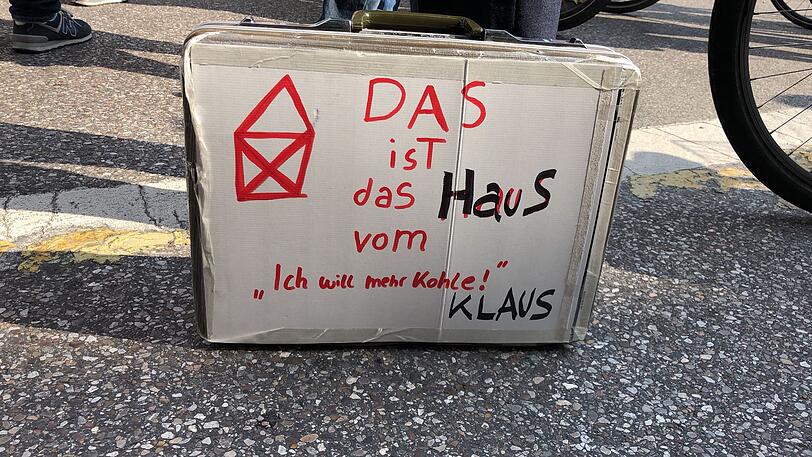 DAS
isT
das HauS
vom
„Ich will mehr Kohle!“
KLAUS